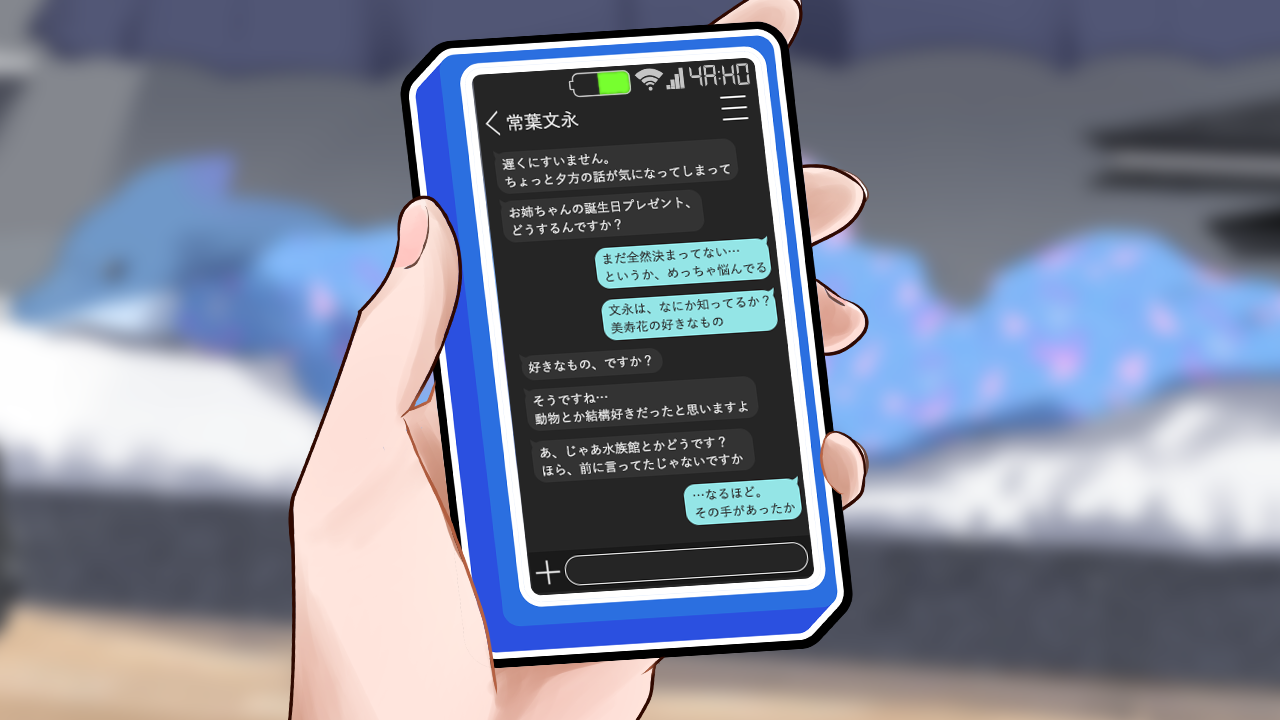 4A:H0
常葉文永
遅くにすいません。
ちょっと夕方の話が気になってしまって
お姉ちゃんの誕生日プレゼント、
どうするんですか？
まだ全然決まってない…
というか、めっちゃ悩んでる
文永は、なにか知ってるか？
美寿花の好きなもの
好きなもの、ですか？
そうですね…
動物とか結構好きだったと思いますよ
あ、じゃあ水族館とかどうです？
ほら、前に言ってたじゃないですか
…なるほど。
その手があったか